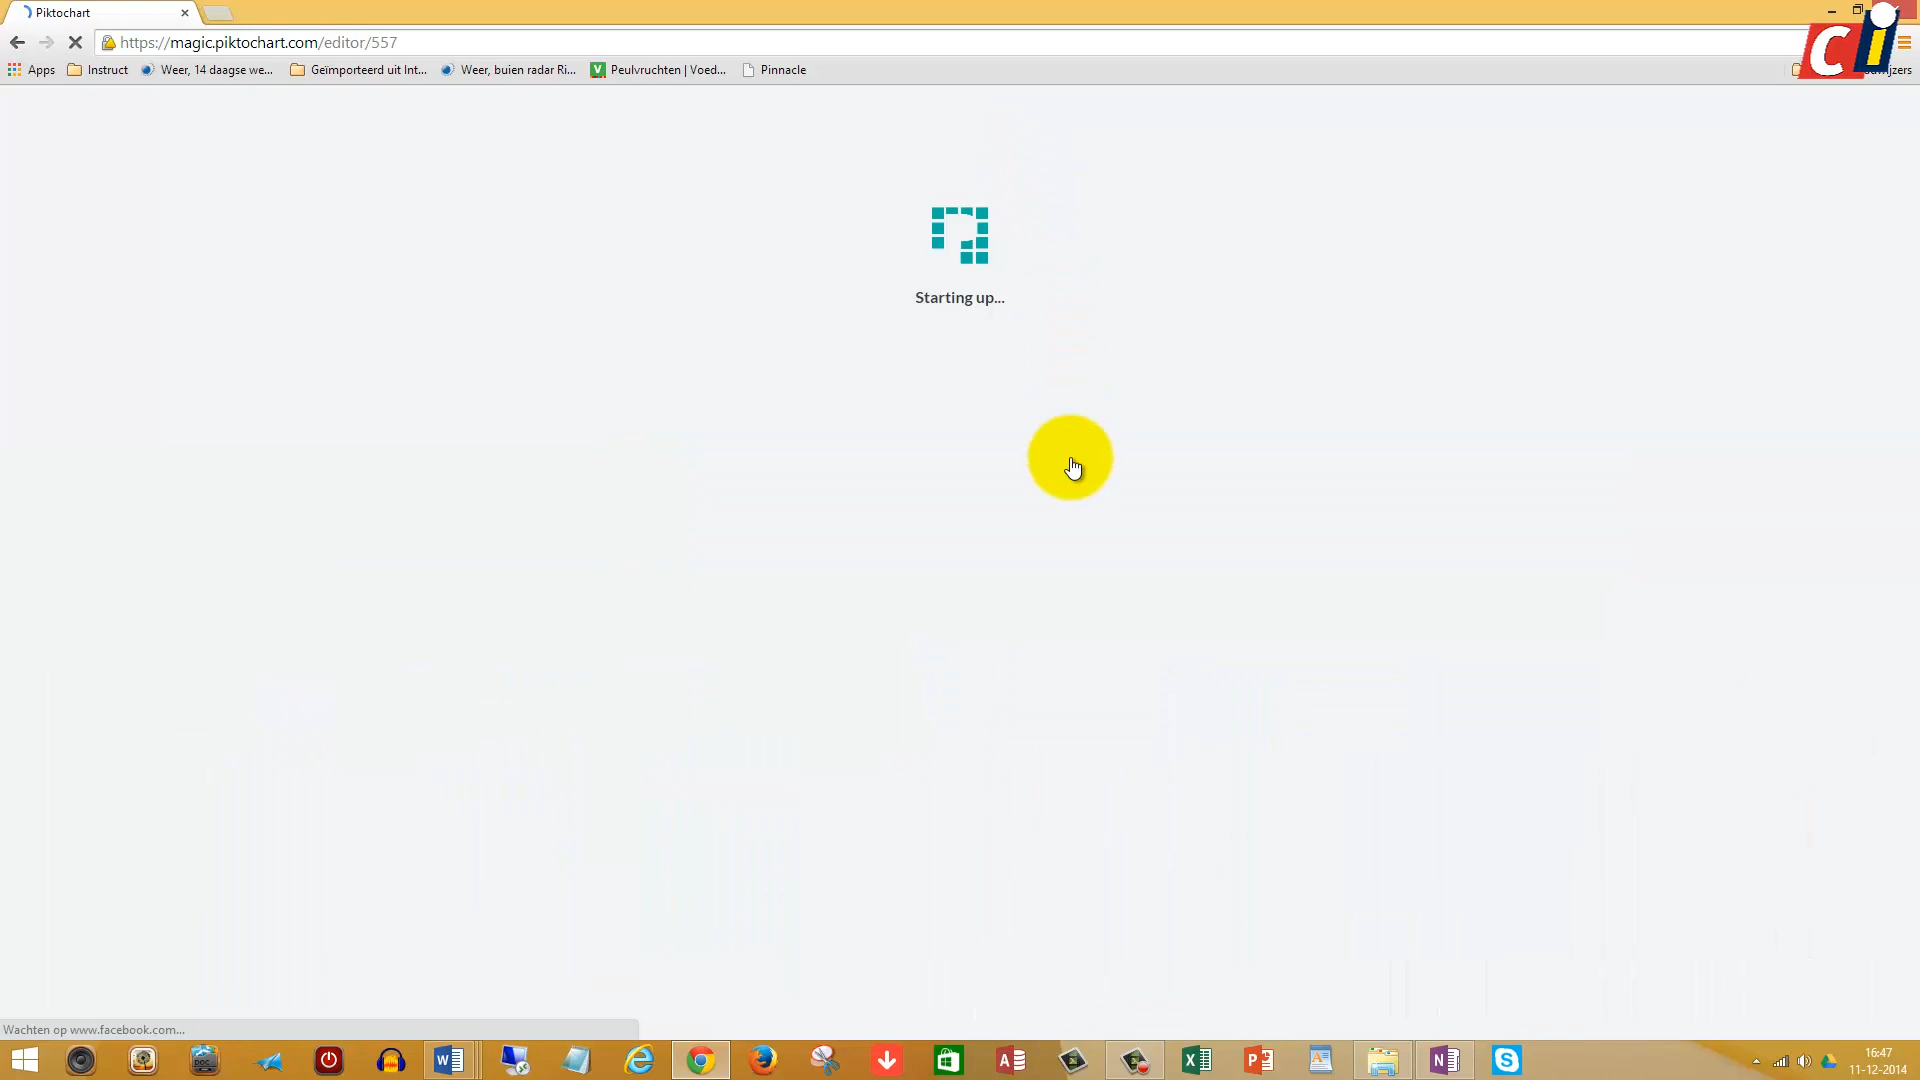 Piktochart
https://magic.piktochart.com/editor/557
Apps Instruct Weer, 14 daagse we... Geïmporteerd uit Int... Weer, buien radar Ri... Peulvruchten | Voed... Pinnacle
Ci
Starting up...
Wachten op www.facebook.com...
16:47
11-12-2014